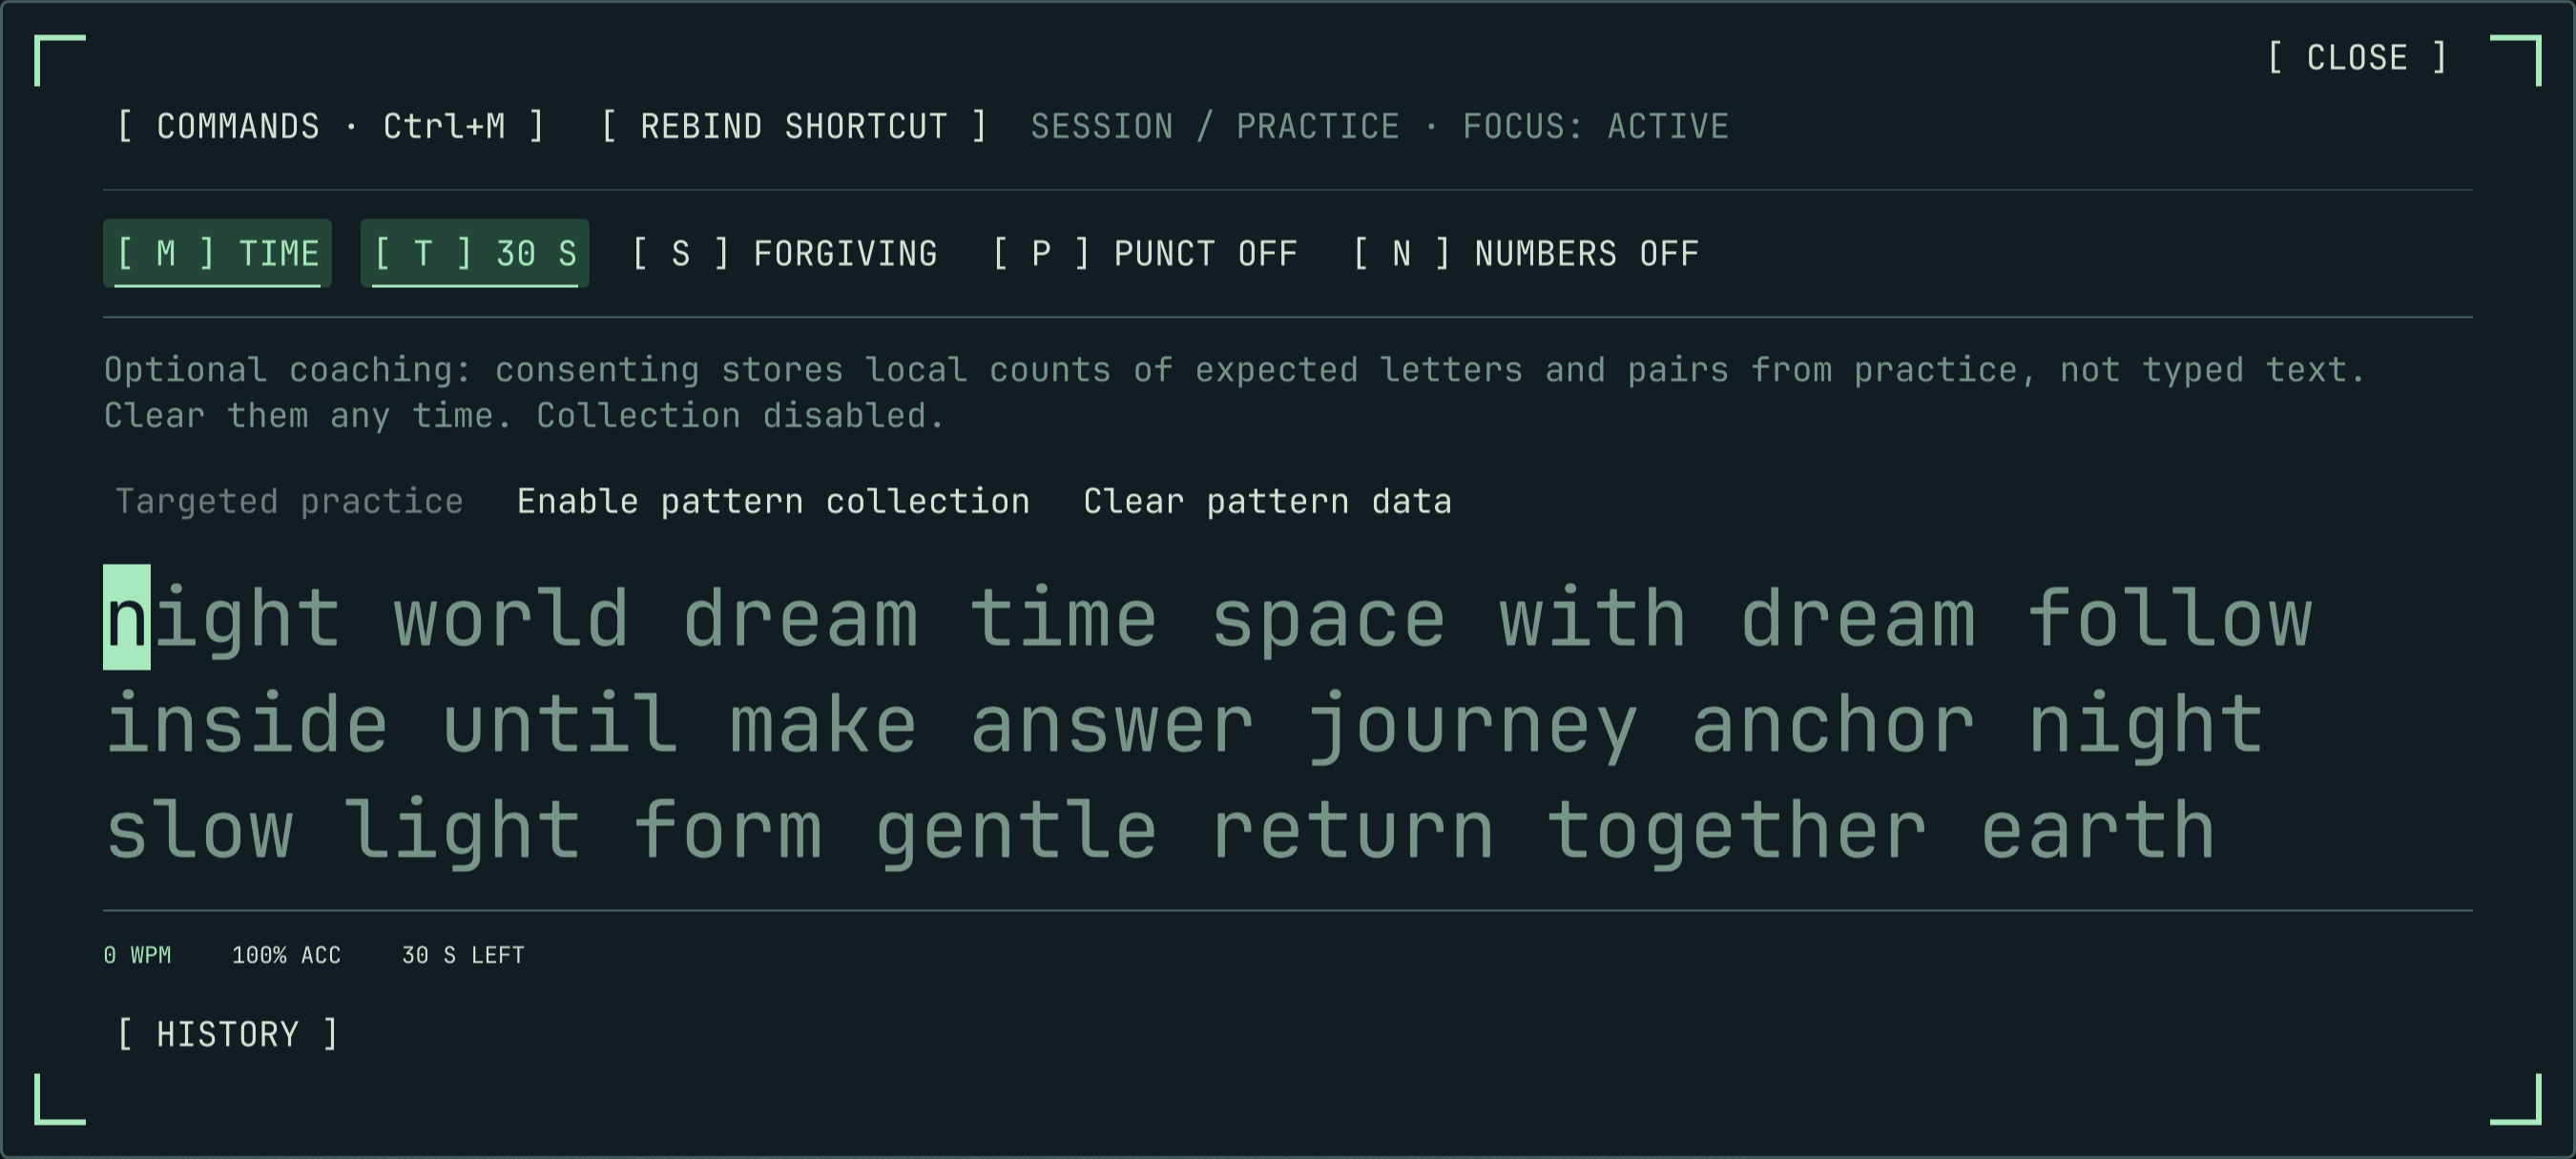 [ CLOSE ]
[ COMMANDS · Ctrl+M ] [ REBIND SHORTCUT ] SESSION / PRACTICE · FOCUS: ACTIVE
[ M ] TIME [ T ] 30 S [ S ] FORGIVING [ P ] PUNCT OFF [ N ] NUMBERS OFF
Optional coaching: consenting stores local counts of expected letters and pairs from practice, not typed text.
Clear them any time. Collection disabled.
Targeted practice Enable pattern collection Clear pattern data
night world dream time space with dream follow
inside until make answer journey anchor night
slow light form gentle return together earth
0 WPM 100% ACC 30 S LEFT
[ HISTORY ]